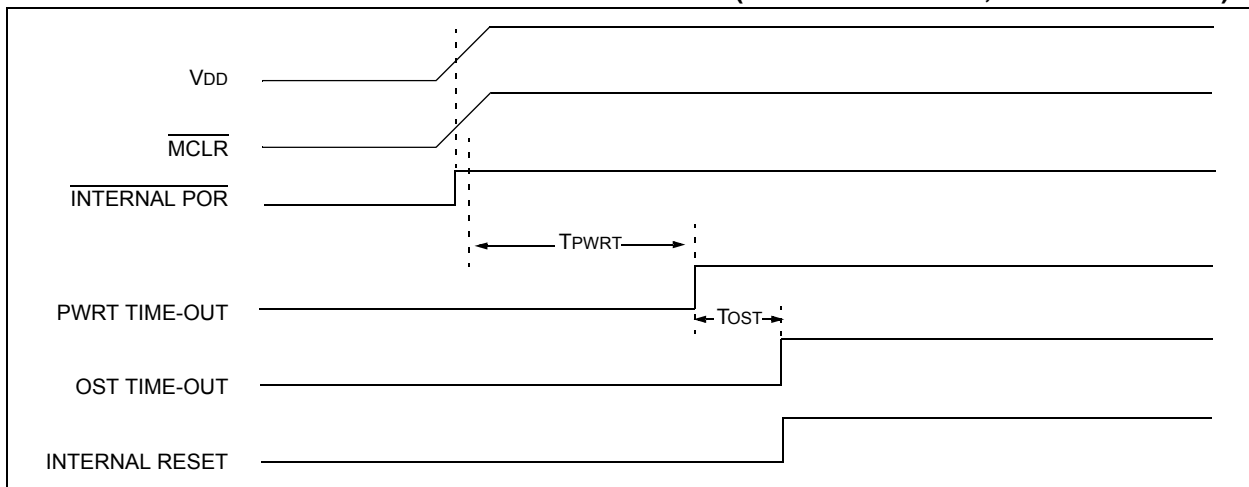 VDD
MCLR
INTERNAL POR
TPWRT
PWRT TIME-OUT
TOST
OST TIME-OUT
INTERNAL RESET